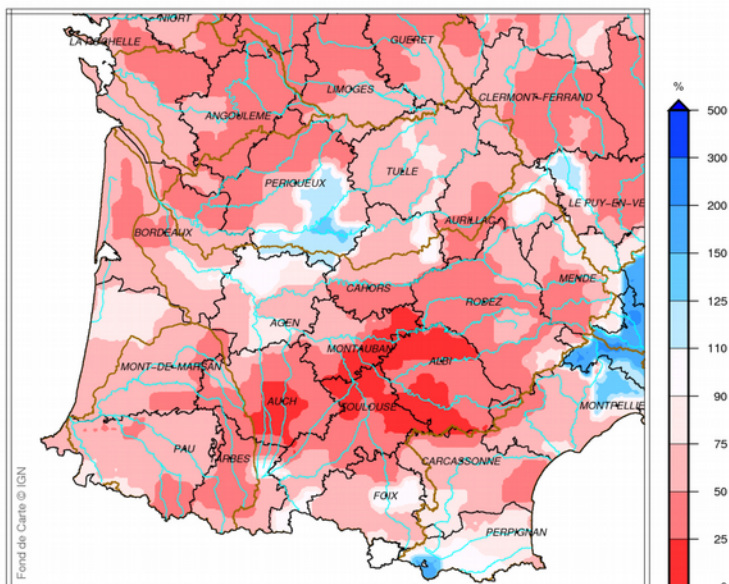 NIORT
LA ROCHELLE
GUERET
%
500
LIMOGES
CLERMONT-FERRAND
ANGOULEME
300
TULLE
PERIGUEUX
200
LE PUY-EN-VE
AURILLAC
BORDEAUX
150
MENDE
CAHORS
RODEZ
125
AGEN
MONTAUBAN
110
ALBI
MONT-DE-MARSAN
90
AUCH
TOULOUSE
MONTPELLIE
75
PAU
TARBES
CARCASSONNE
50
FOIX
PERPIGNAN
25
Fond de Carte © IGN